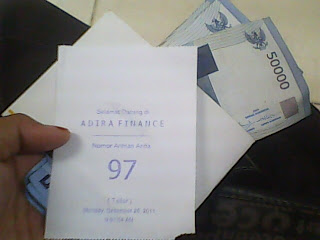 Selamat Datang di
ADIRA FINANCE
Nomor Antrian Anda
97
( Teller )
50000